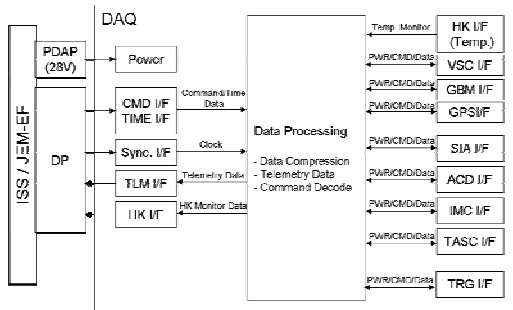 DAQ
ISS / JEM-EF
PDAP
(28V)
DP
Power
CMD I/F
TIME I/F
Sync. I/F
TLM I/F
HK I/F
Command/Time
Data
Clock
Telemetry Data
HK Monitor Data
Data Processing
- Data Compression
- Telemetry Data
- Command Decode
Temp. Monitor
HK I/F
(Temp.)
PWR/CMD/Data
VSC I/F
GBM I/F
PWR/CMD/Data
GPSI/F
PWR/CMD/Data
SIA I/F
PWR/CMD/Data
ACD I/F
PWR/CMD/Data
IMC I/F
PWR/CMD/Data
TASC I/F
PWR/CMD/Data
PWR/CMD/Data
TRG I/F